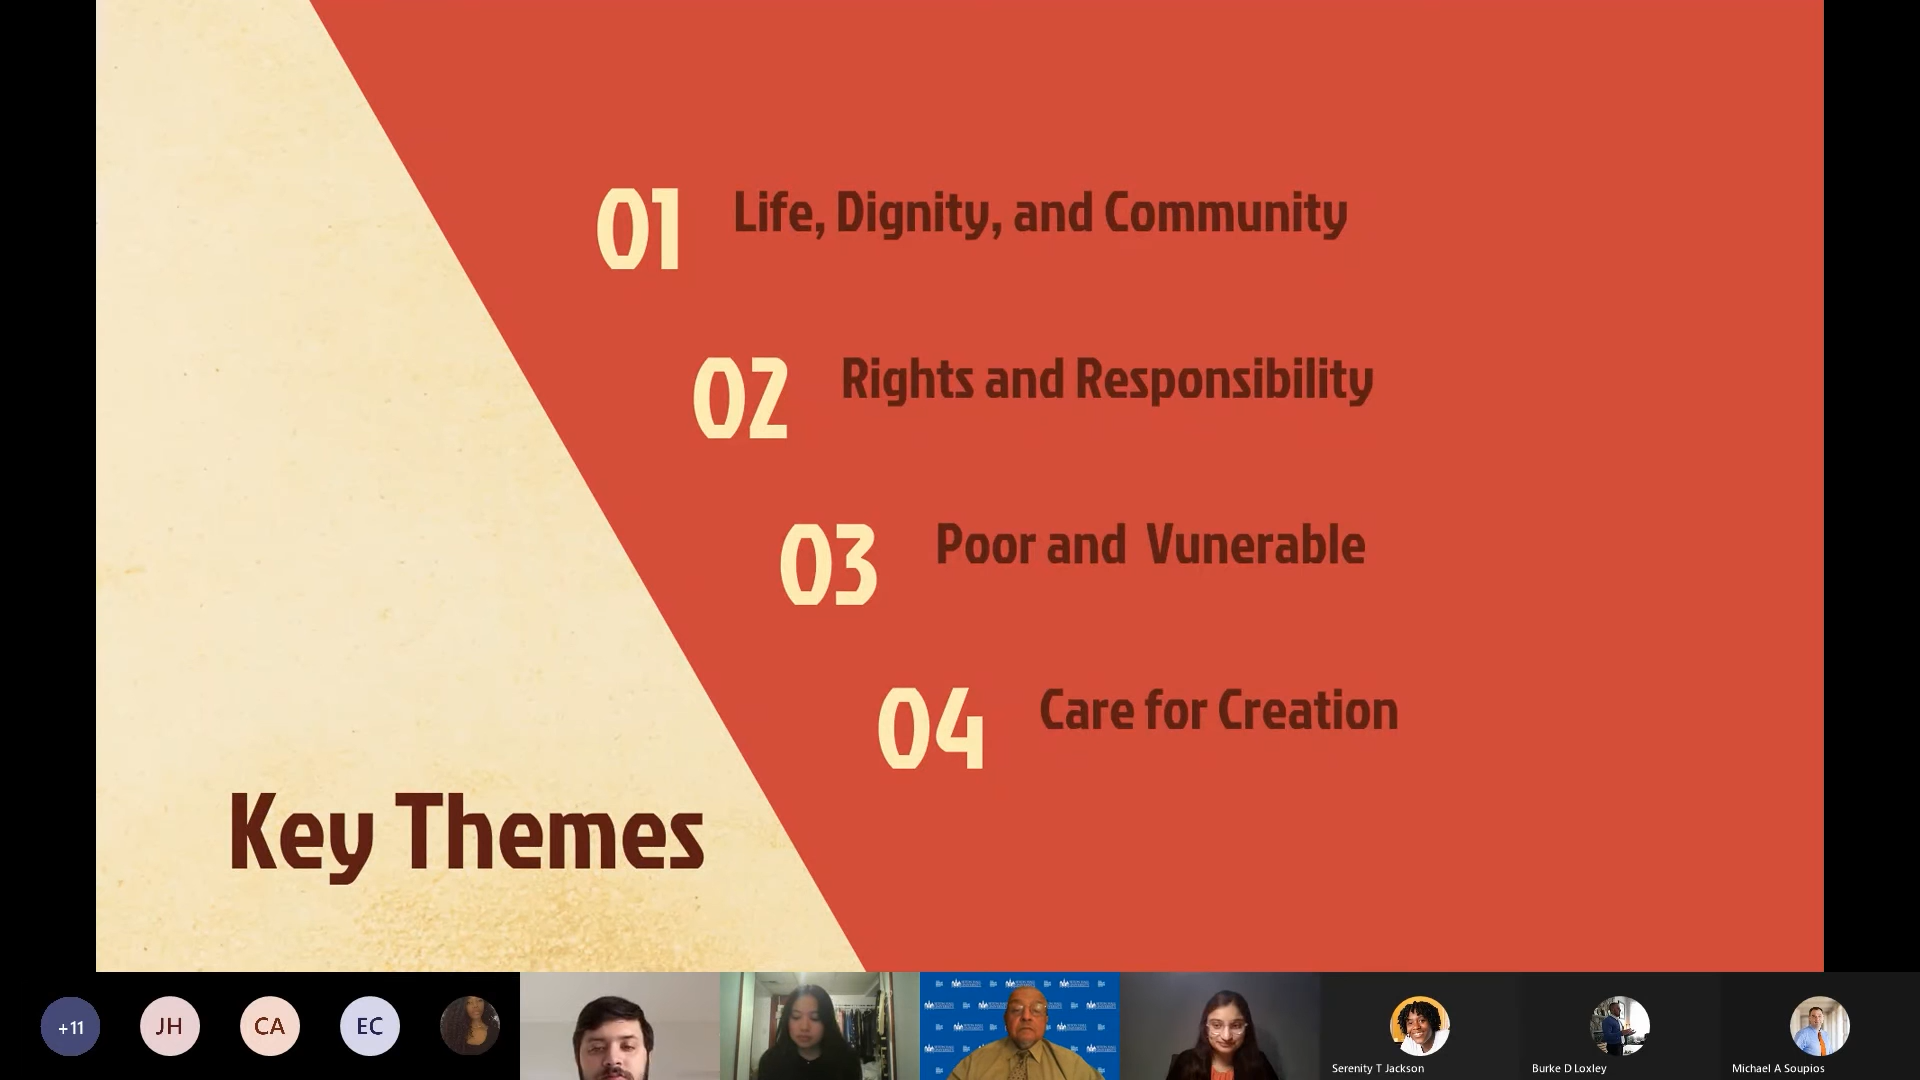 01 Life, Dignity, and Community
02 Rights and Responsibility
03 Poor and Vunerable
04 Care for Creation
Key Themes
+11
JH
CA
EC
Serenity T Jackson
Burke D Loxley
Michael A Soupios